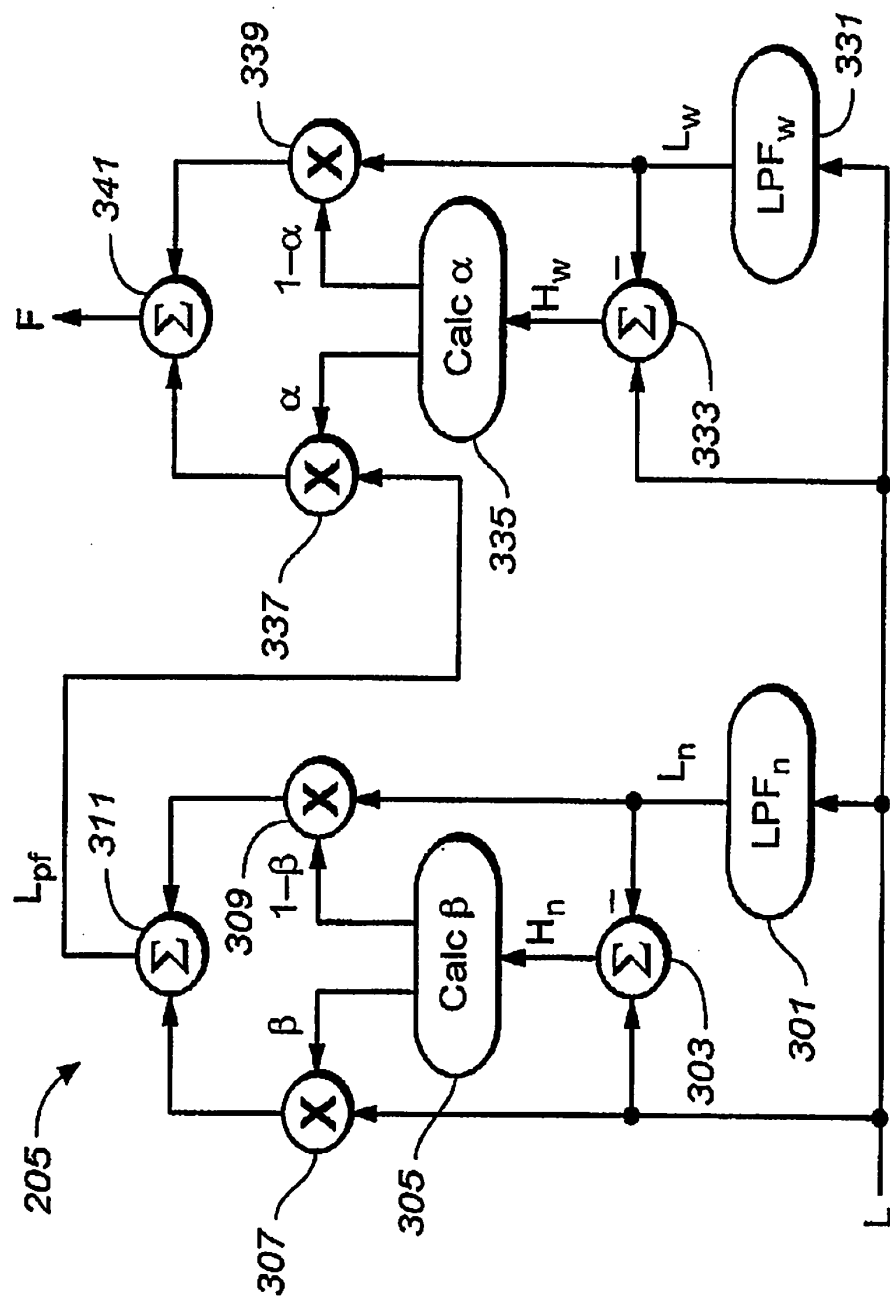 205
L_pf
311
F
341
Σ
Σ
307
X
β
1−β
309
X
337
X
α
1−α
339
X
305
Calc β
335
Calc α
H_n
H_w
303
Σ
−
L_n
333
Σ
−
L_w
301
LPF_n
LPF_w
331
L